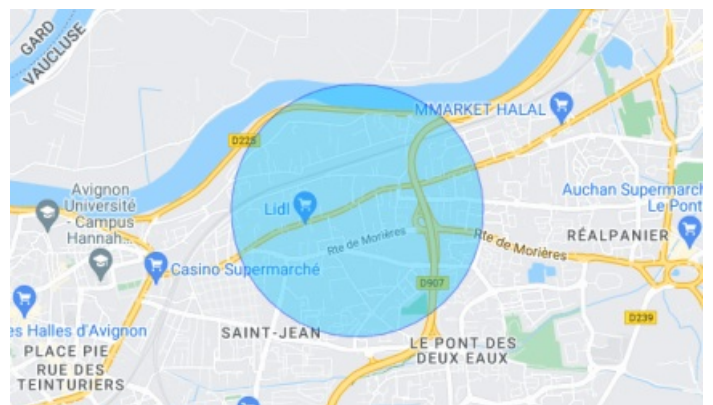 GARD
VAUCLUSE
MMARKET HALAL
D225
Avignon
Université
- Campus
Hannah...
Lidl
Auchan Supermarch
Le Pont
Rte de Morières
Rte de Morières
RÉALPANIER
Casino Supermarché
D907
es Halles d'Avignon
SAINT-JEAN
D239
PLACE PIE
RUE DES
TEINTURIERS
LE PONT DES
DEUX EAUX